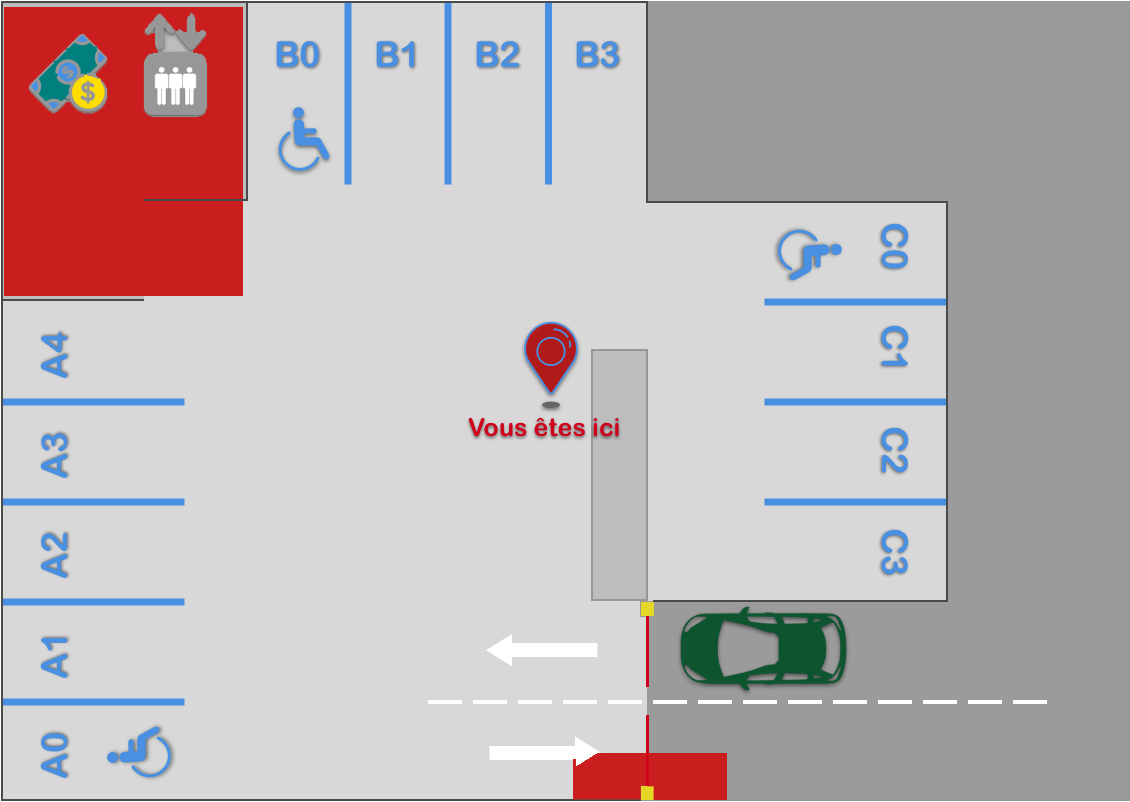 B0 B1 B2 B3
C0
C1
C2
C3
A4
A3
A2
A1
A0
$
$
Vous êtes ici